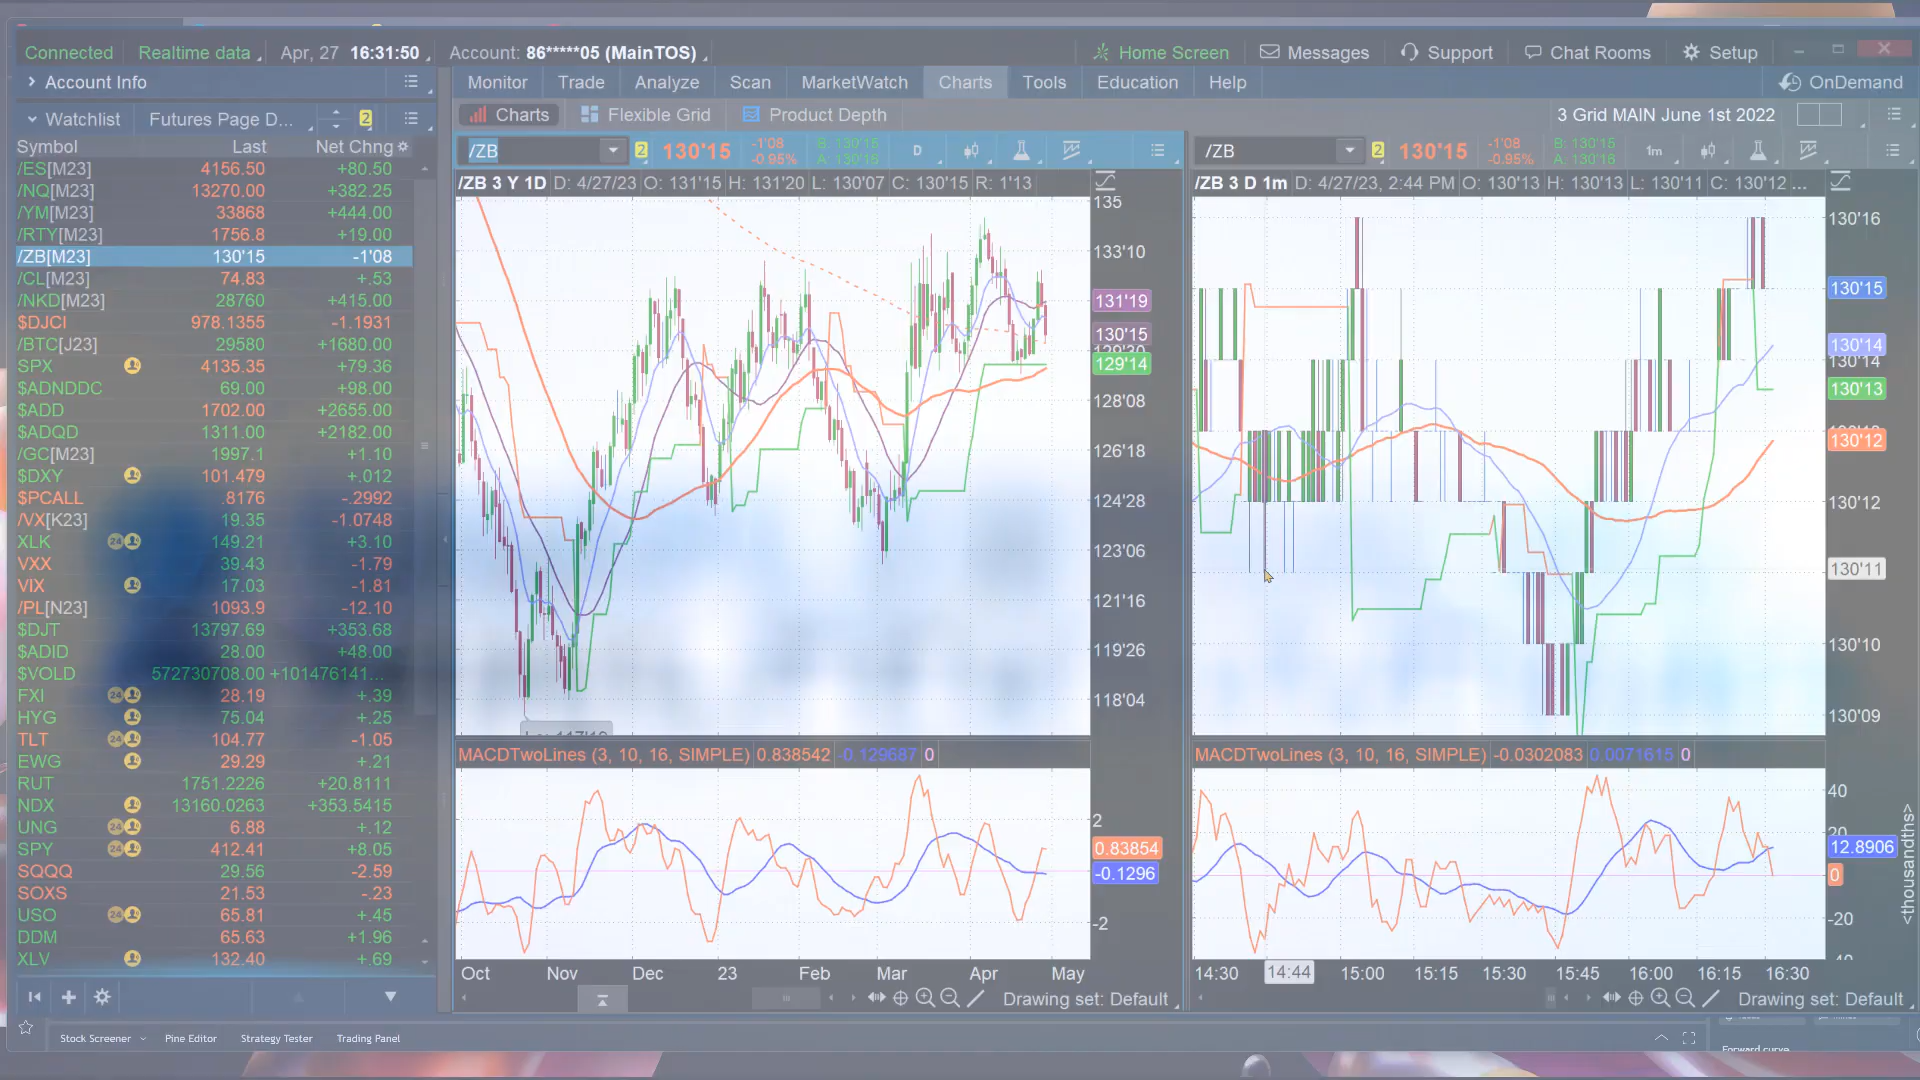 Connected Realtime data Apr, 27 16:31:50 Account: 86*****05 (MainTOS) Home Screen Messages Support Chat Rooms Setup
Account Info
Monitor Trade Analyze Scan MarketWatch Charts Tools Education Help OnDemand
Watchlist Futures Page D... 2
Charts Flexible Grid Product Depth 3 Grid MAIN June 1st 2022
Symbol Last Net Chng
/ES[M23] 4156.50 +80.50
/NQ[M23] 13270.00 +382.25
/YM[M23] 33868 +444.00
/RTY[M23] 1756.8 +19.00
/ZB[M23] 130'15 -1'08
/CL[M23] 74.83 +.53
/NKD[M23] 28760 +415.00
$DJCI 978.1355 -1.1931
/BTC[J23] 29580 +1680.00
SPX 4135.35 +79.36
$ADNDDC 69.00 +98.00
$ADD 1702.00 +2655.00
$ADQD 1311.00 +2182.00
/GC[M23] 1997.1 +1.10
$DXY 101.479 +.012
$PCALL .8176 -.2992
/VX[K23] 19.35 -1.0748
XLK 24 149.21 +3.10
VXX 39.43 -1.79
VIX 17.03 -1.81
/PL[N23] 1093.9 -12.10
$DJT 13797.69 +353.68
$ADID 28.00 +48.00
$VOLD 572730708.00 +101476141...
FXI 24 28.19 +.39
HYG 75.04 +.25
TLT 24 104.77 -1.05
EWG 29.29 +.21
RUT 1751.2226 +20.8111
NDX 13160.0263 +353.5415
UNG 24 6.88 +.12
SPY 24 412.41 +8.05
SQQQ 29.56 -2.59
SOXS 21.53 -.23
USO 24 65.81 +.45
DDM 65.63 +1.96
XLV 132.40 +.69
/ZB 2 130'15 -1'08 -0.95% B: 130'15 A: 130'16 D
/ZB 3 Y 1D D: 4/27/23 O: 131'15 H: 131'20 L: 130'07 C: 130'15 R: 1'13
135
133'10
131'19
130'15
129'14
128'08
126'18
124'28
123'06
121'16
119'26
118'04
MACDTwoLines (3, 10, 16, SIMPLE) 0.838542 -0.129687 0
2
0.83854
-0.1296
-2
Oct Nov Dec 23 Feb Mar Apr May
Drawing set: Default
/ZB 2 130'15 -1'08 -0.95% B: 130'15 A: 130'16 1m
/ZB 3 D 1m D: 4/27/23, 2:44 PM O: 130'13 H: 130'13 L: 130'11 C: 130'12 ...
130'16
130'15
130'14
130'14
130'13
130'12
130'12
130'11
130'10
130'09
MACDTwoLines (3, 10, 16, SIMPLE) -0.0302083 0.0071615 0
40
20
12.8906
0
-20
<thousandths>
14:30 14:44 15:00 15:15 15:30 15:45 16:00 16:15 16:30
Drawing set: Default
Stock Screener Pine Editor Strategy Tester Trading Panel
Forward curve